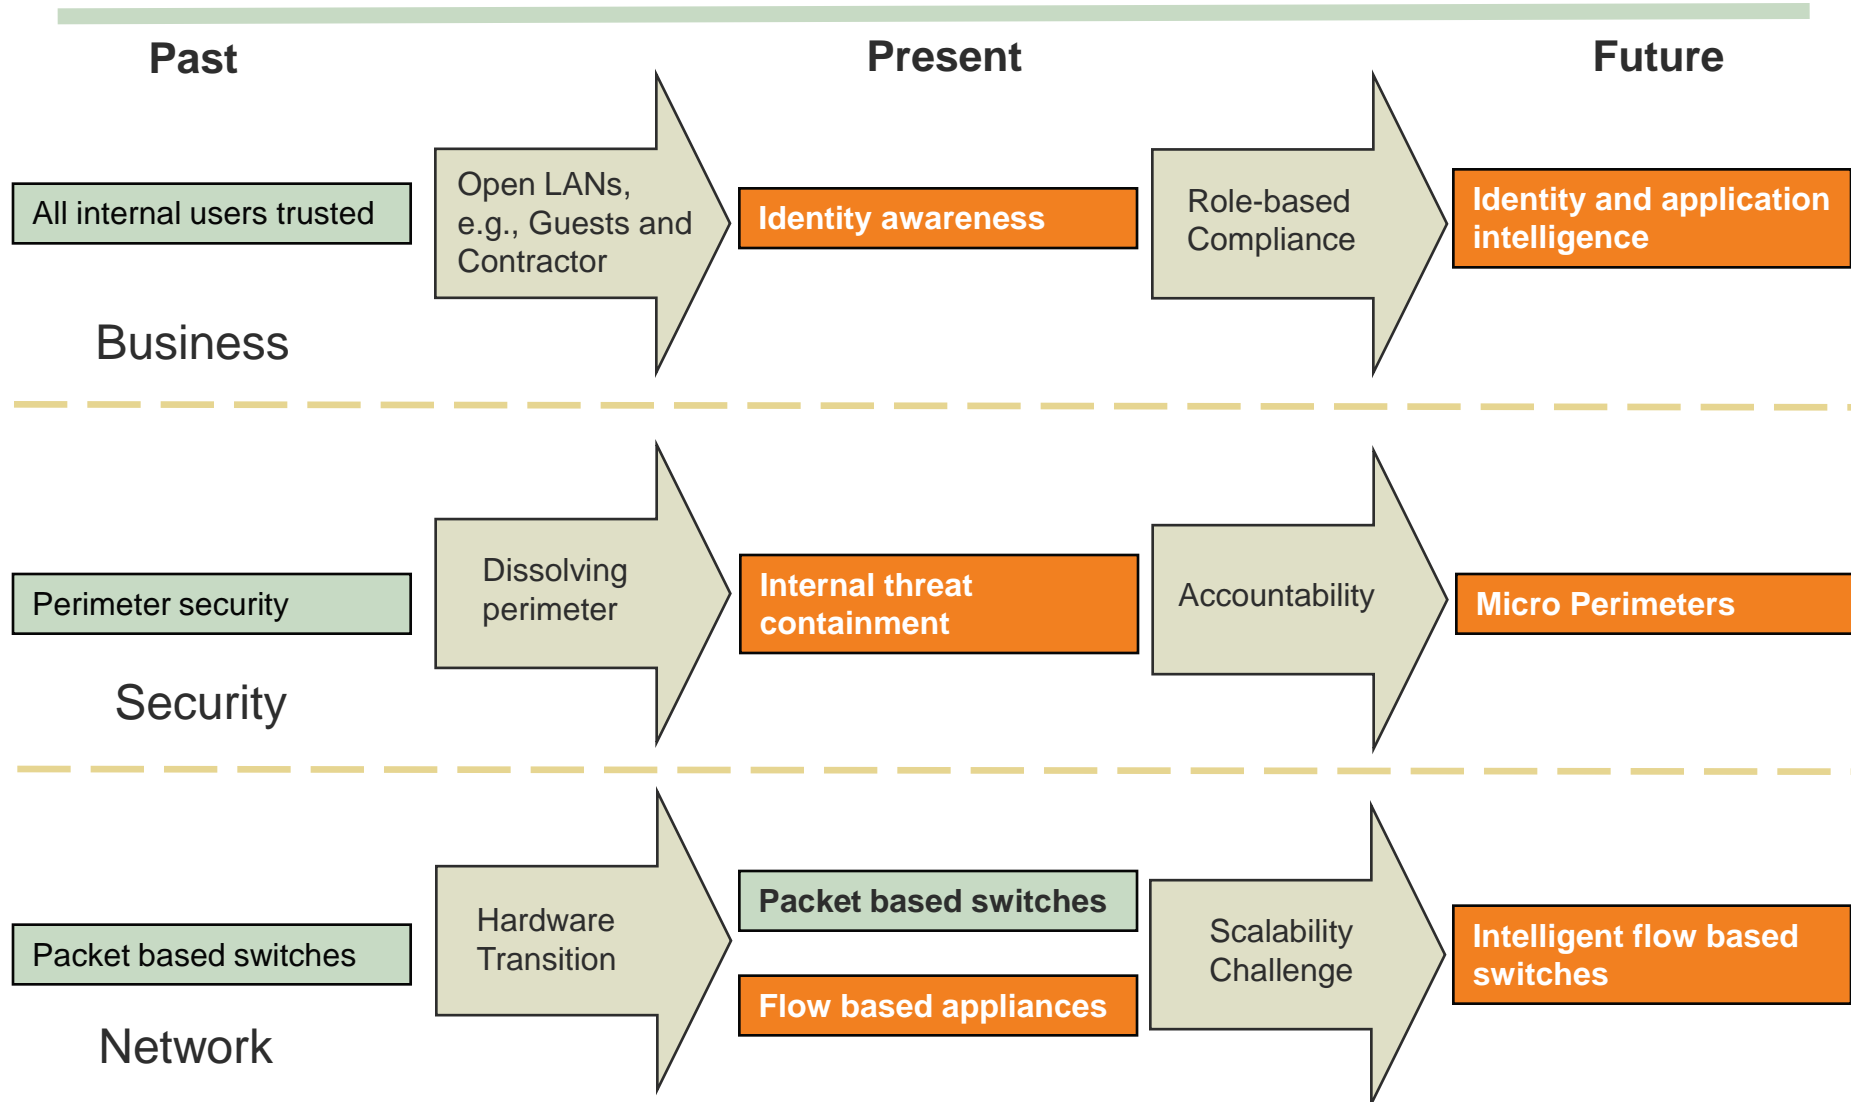 Past
Present
Future
All internal users trusted
Open LANs,
e.g., Guests and
Contractor
Identity awareness
Role-based
Compliance
Identity and application
intelligence
Business
Perimeter security
Dissolving
perimeter
Internal threat
containment
Accountability
Micro Perimeters
Security
Packet based switches
Hardware
Transition
Packet based switches
Flow based appliances
Scalability
Challenge
Intelligent flow based
switches
Network